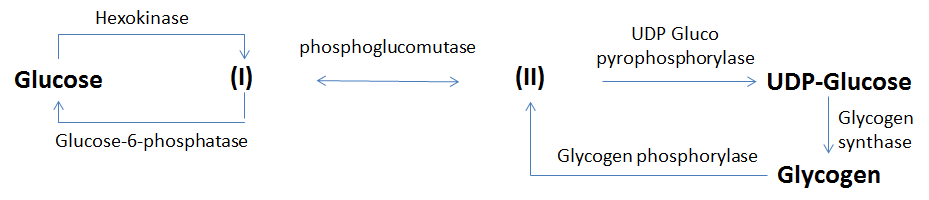 Hexokinase
Glucose
(I)
Glucose-6-phosphatase
phosphoglucomutase
(II)
UDP Gluco
pyrophosphorylase
UDP-Glucose
Glycogen
synthase
Glycogen phosphorylase
Glycogen